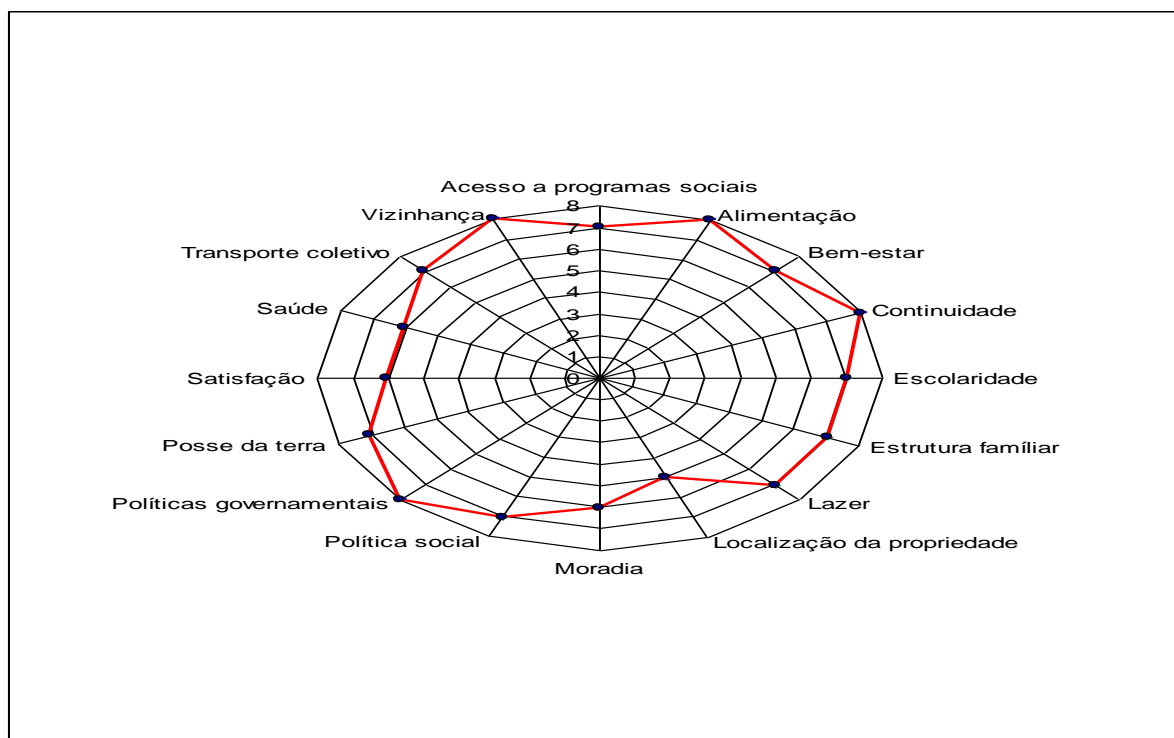 Acesso a programas sociais
Alimentação
Bem-estar
Continuidade
Escolaridade
Estrutura famíliar
Lazer
Localização da propriedade
Moradia
Política social
Políticas governamentais
Posse da terra
Satisfação
Saúde
Transporte coletivo
Vizinhança
8
7
6
5
4
3
2
1
0